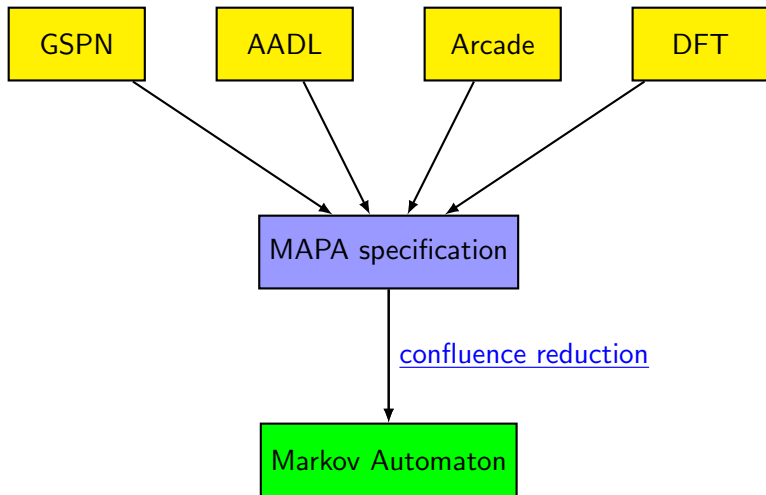 GSPN
AADL
Arcade
DFT
MAPA specification
confluence reduction
Markov Automaton